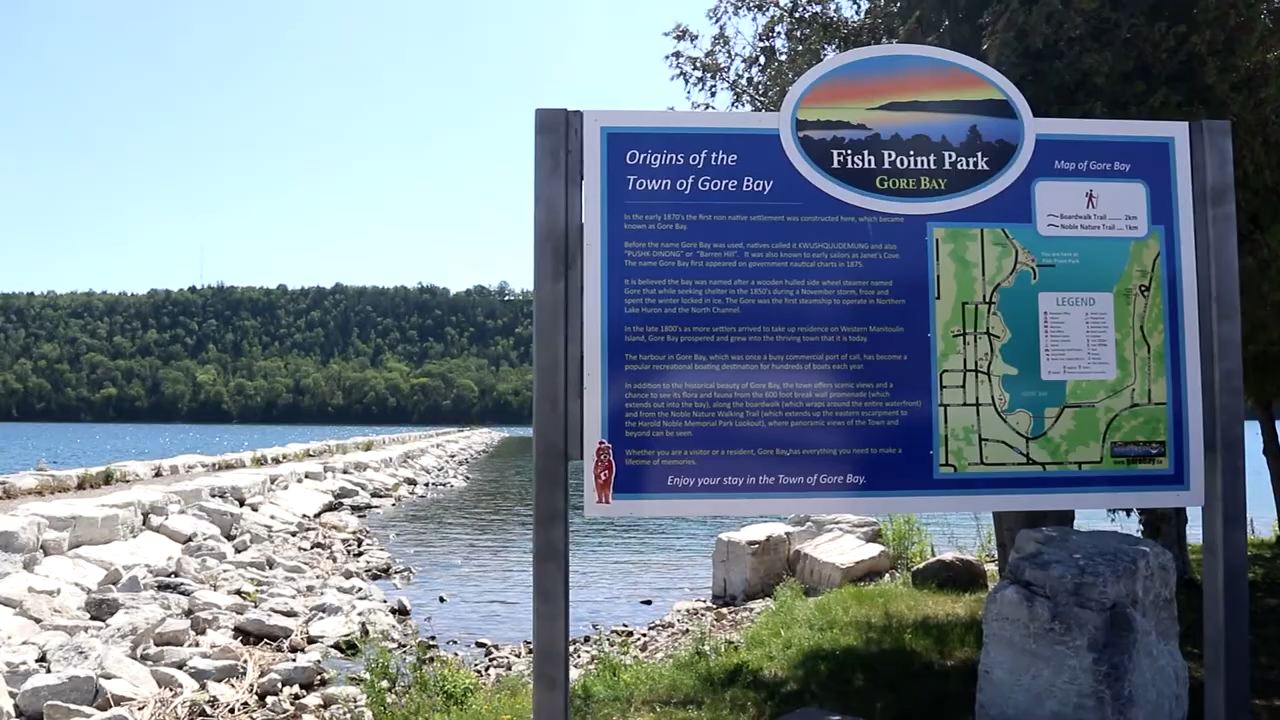 Fish Point Park
GORE BAY
Origins of the
Town of Gore Bay
In the early 1870's the first non native settlement was constructed here, which became
known as Gore Bay.
Before the name Gore Bay was used, natives called it KWUSHQUUDEMUNG and also
"PUSHK-DINONG" or "Barren Hill". It was also known to early sailors as Janet's Cove.
The name Gore Bay first appeared on government nautical charts in 1875.
It is believed the bay was named after a wooden hulled side wheel steamer named
Gore that while seeking shelter in the 1850's during a November storm, froze and
spent the winter locked in ice. The Gore was the first steamship to operate in Northern
Lake Huron and the North Channel.
In the late 1800's as more settlers arrived to take up residence on Western Manitoulin
Island, Gore Bay prospered and grew into the thriving town that it is today.
The harbour in Gore Bay, which was once a busy commercial port of call, has become a
popular recreational boating destination for hundreds of boats each year.
In addition to the historical beauty of Gore Bay, the town offers scenic views and a
chance to see its flora and fauna from the 600 foot break wall promenade (which
extends out into the bay), along the boardwalk (which wraps around the entire waterfront)
and from the Noble Nature Walking Trail (which extends up the eastern escarpment to
the Harold Noble Memorial Park Lookout), where panoramic views of the Town and
beyond can be seen.
Whether you are a visitor or a resident, Gore Bay has everything you need to make a
lifetime of memories.
Enjoy your stay in the Town of Gore Bay.
Map of Gore Bay
Boardwalk Trail 2km
Noble Nature Trail 1km
You are here at
Fish Point Park
LEGEND